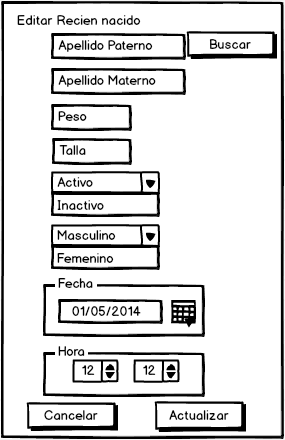 Editar Recien nacido
Apellido Paterno
Buscar
Apellido Materno
Peso
Talla
Activo
Inactivo
Masculino
Femenino
Fecha
01/05/2014
Hora
12 12
Cancelar Actualizar